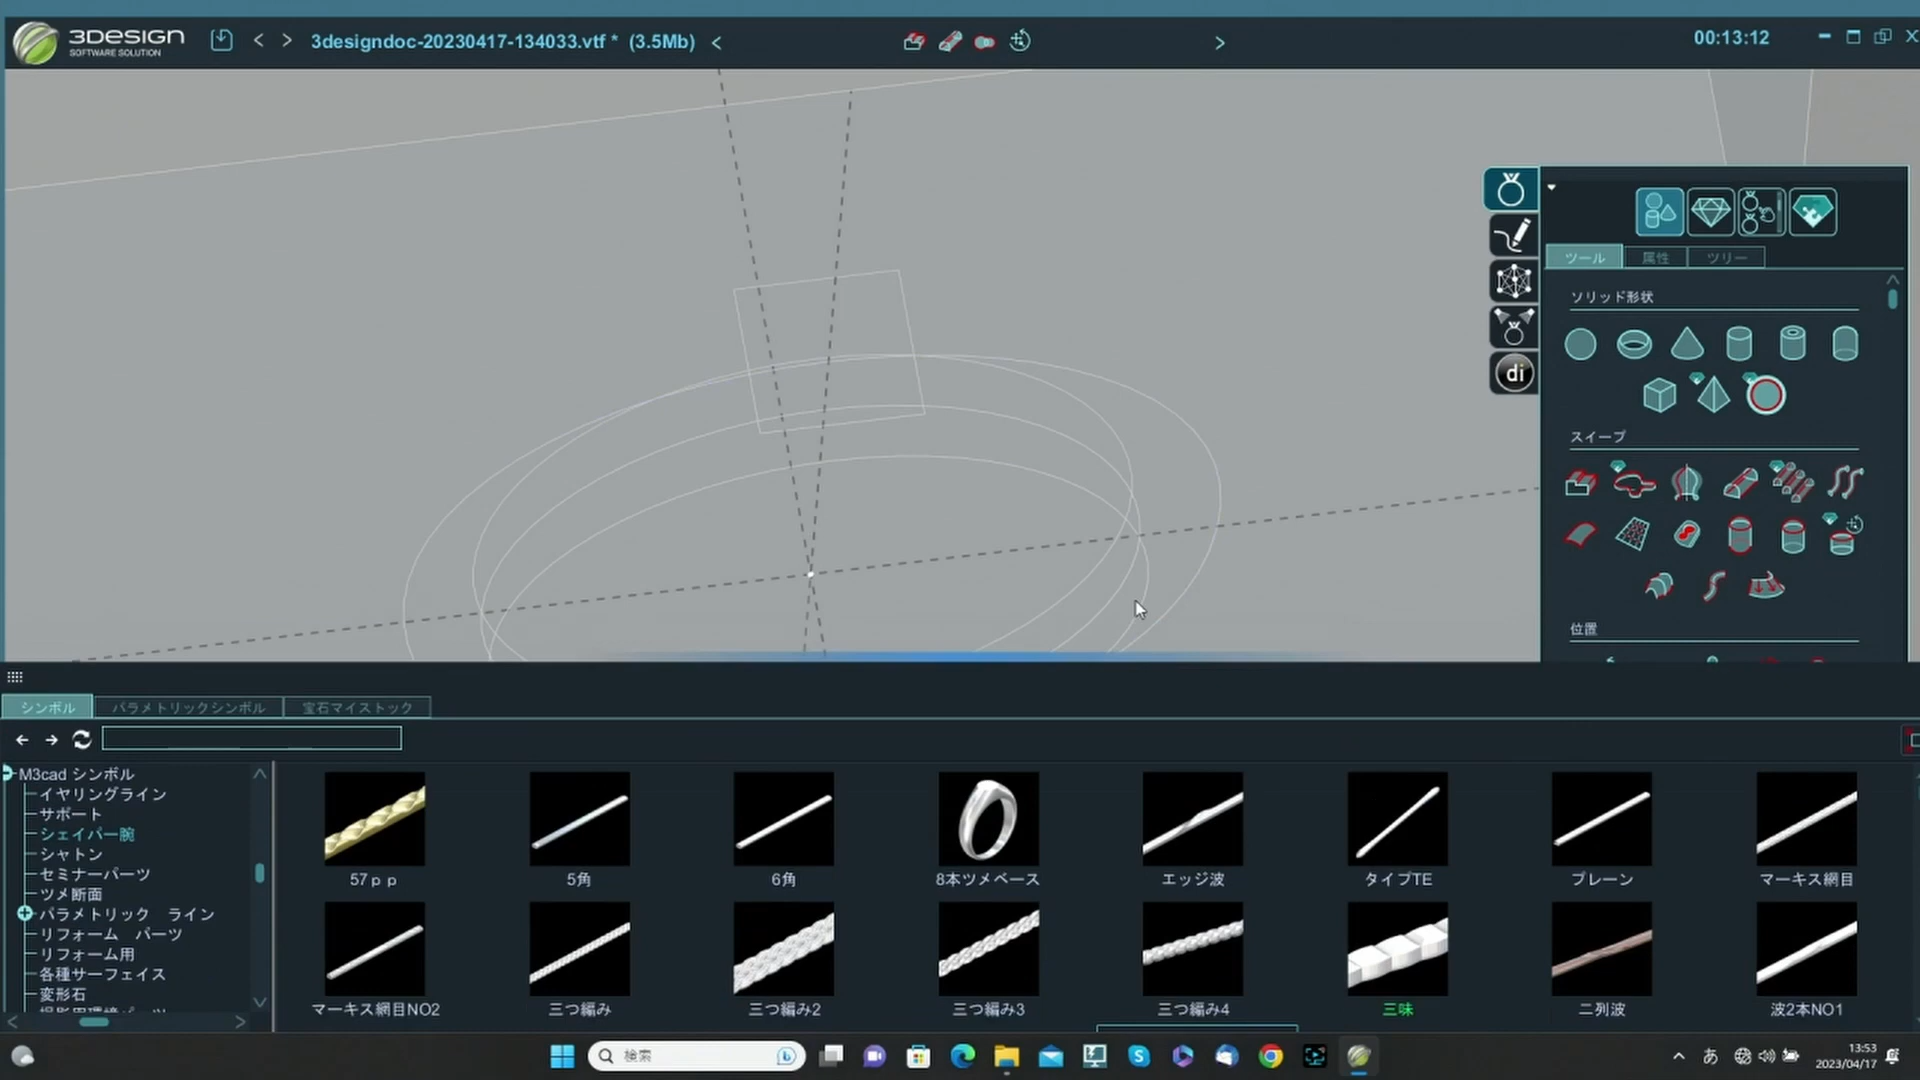 3DESIGN
SOFTWARE SOLUTION
3designdoc-20230417-134033.vtf * (3.5Mb)
00:13:12
ツール
属性
ツリー
ソリッド形状
スイープ
di
位置
シンボル
パラメトリックシンボル
宝石マイストック
M3cad シンボル
イヤリングライン
サポート
シェイパー腕
シャトン
セミナーパーツ
ツメ断面
パラメトリック ライン
リフォーム パーツ
リフォーム用
各種サーフェイス
変形石
57ｐｐ
5角
6角
8本ツメベース
エッジ波
タイプTE
プレーン
マーキス網目
マーキス網目NO2
三つ編み
三つ編み2
三つ編み3
三つ編み4
三味
二列波
波2本NO1
検索
あ
13:53
2023/04/17